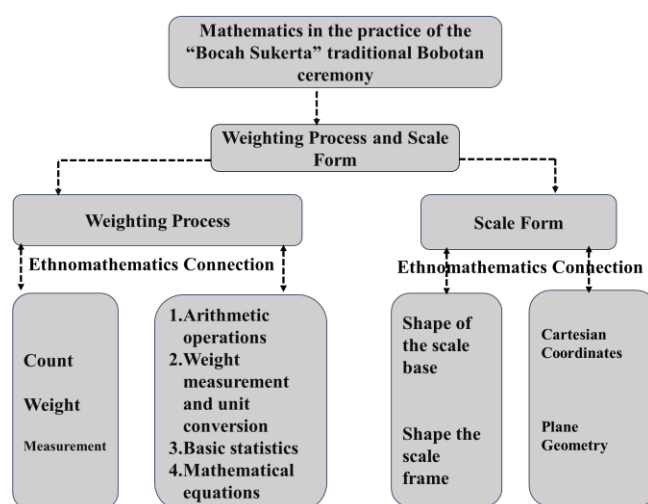 Mathematics in the practice of the
“Bocah Sukerta” traditional Bobotan
ceremony
Weighting Process and Scale
Form
Weighting Process
Scale Form
Ethnomathematics Connection
Ethnomathematics Connection
Count
Weight
Measurement
1.Arithmetic
operations
2.Weight
measurement
and unit
conversion
3.Basic statistics
4.Mathematical
equations
Shape of
the scale
base
Shape the
scale
frame
Cartesian
Coordinates
Plane
Geometry